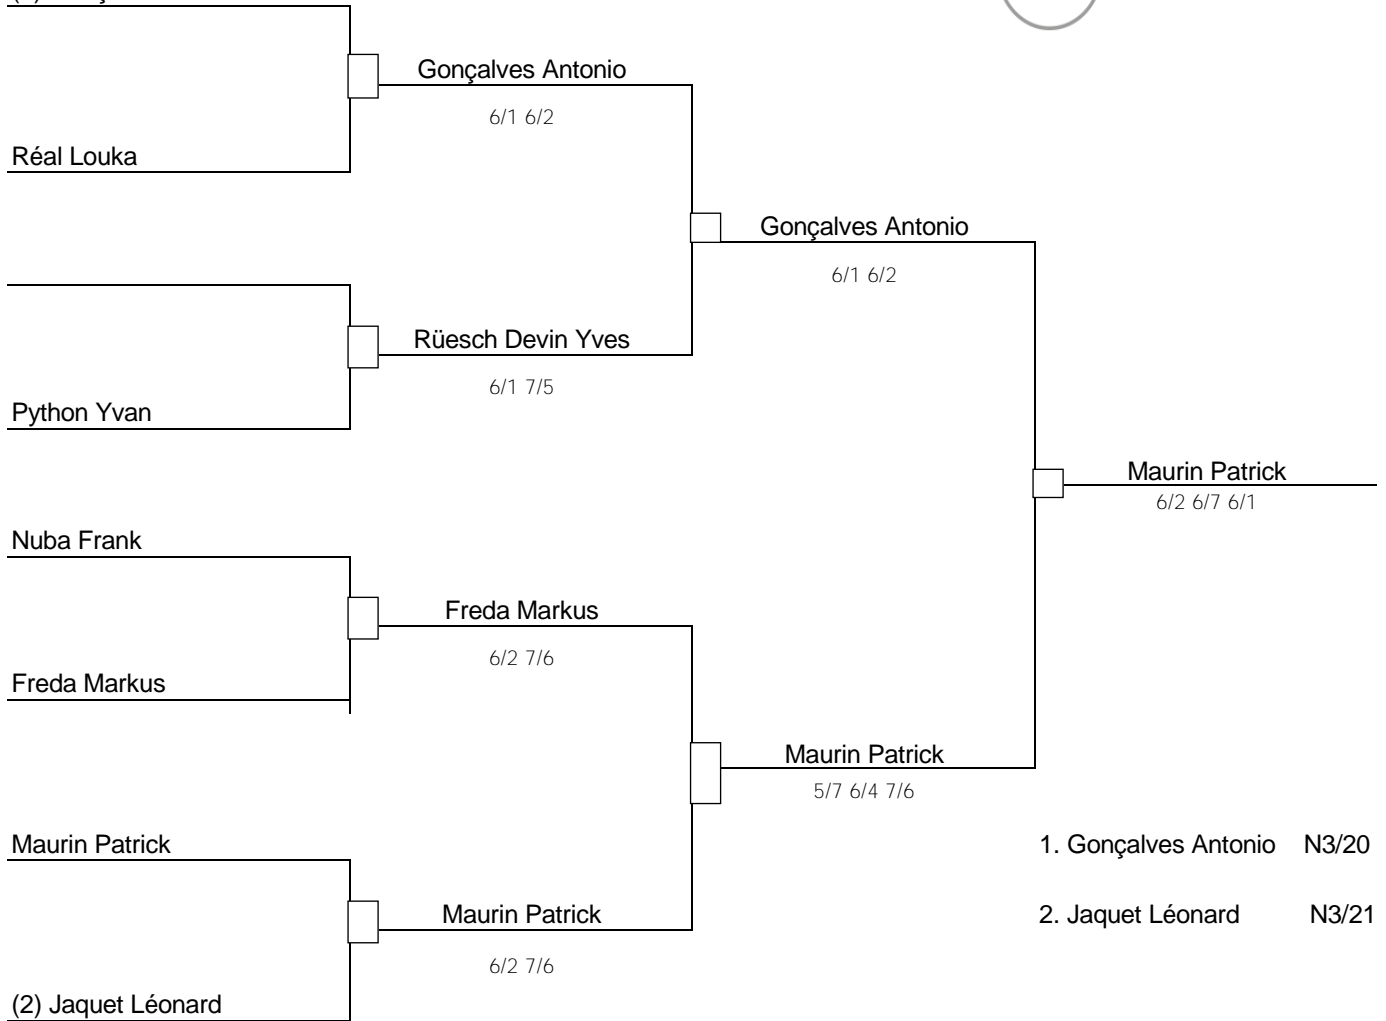 Gonçalves Antonio
6/1 6/2
Réal Louka
Gonçalves Antonio
6/1 6/2
Rüesch Devin Yves
6/1 7/5
Python Yvan
Maurin Patrick
6/2 6/7 6/1
Nuba Frank
Freda Markus
6/2 7/6
Freda Markus
Maurin Patrick
5/7 6/4 7/6
Maurin Patrick
1. Gonçalves Antonio N3/20
Maurin Patrick
2. Jaquet Léonard N3/21
6/2 7/6
(2) Jaquet Léonard